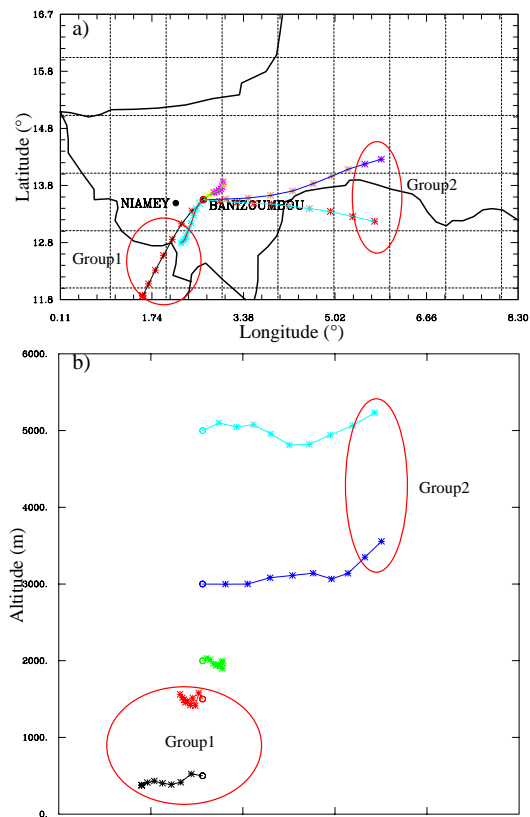 a)
16.7
15.8
14.8
13.8
12.8
11.8
Latitude (°)
NIAMEY
BANIZOUMBOU
Group1
Group2
0.11 1.74 3.38 5.02 6.66 8.30
Longitude (°)
b)
6000.
5000.
4000.
3000.
2000.
1000.
0.
Altitude (m)
Group2
Group1